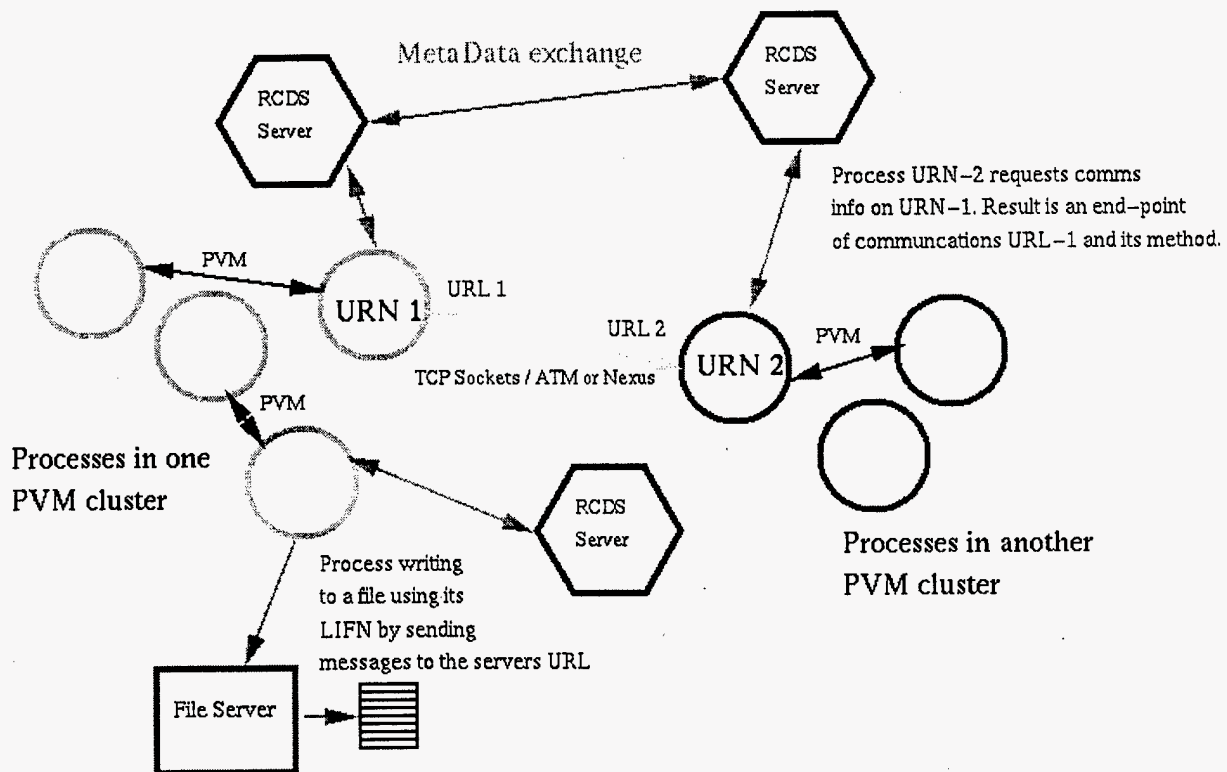 MetaData exchange
RCDS
Server
RCDS
Server
Process URN-2 requests comms
info on URN-1. Result is an end-point
of communcations URL-1 and its method.
PVM
URN 1
URL 1
URL 2
URN 2
PVM
TCP Sockets / ATM or Nexus
PVM
Processes in one
PVM cluster
RCDS
Server
Processes in another
PVM cluster
Process writing
to a file using its
LIFN by sending
messages to the servers URL
File Server